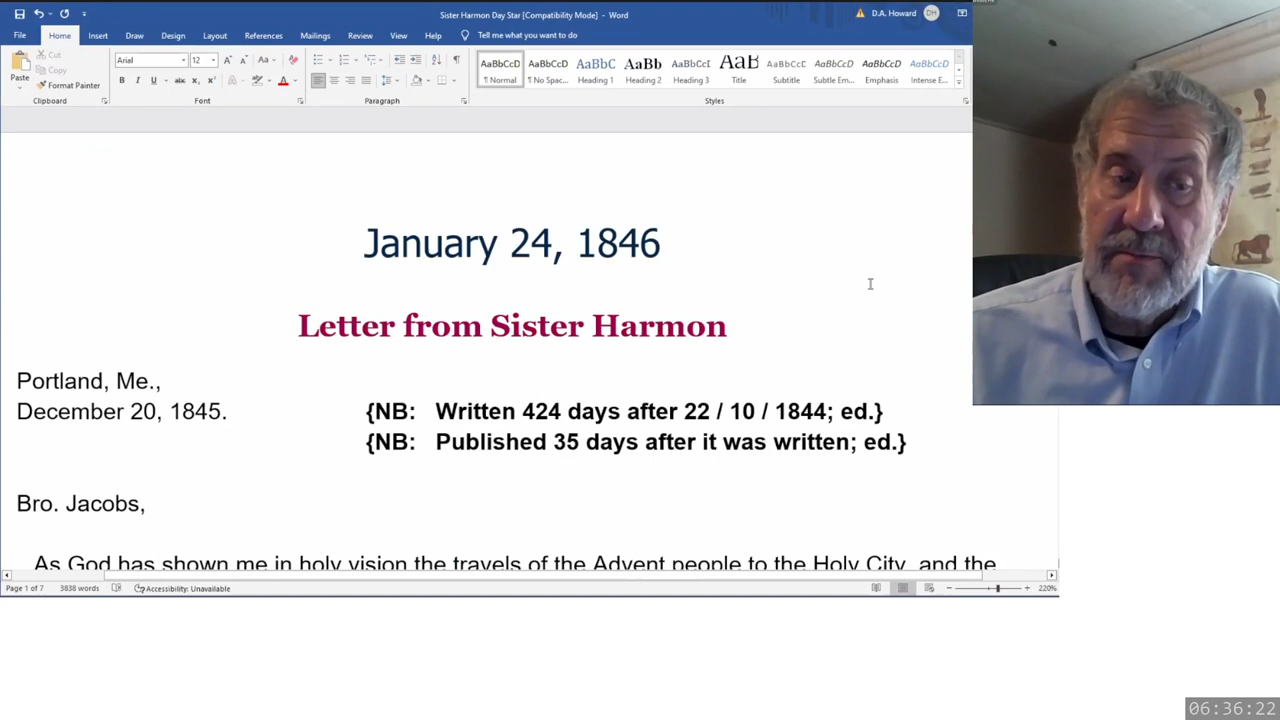 Sister Harmon Day Star [Compatibility Mode] - Word
D.A. Howard
DH
File Home Insert Draw Design Layout References Mailings Review View Help Tell me what you want to do
Paste
Cut
Copy
Format Painter
Clipboard
Arial
12
Font
Paragraph
AaBbCcD AaBbCcD AaBbC AaBb AaBbCcI AaB AaBbCcD AaBbCcD AaBbCcD AaBbCcD
¶ Normal ¶ No Spac... Heading 1 Heading 2 Heading 3 Title Subtitle Subtle Em... Emphasis Intense E...
Styles
January 24, 1846
Letter from Sister Harmon
Portland, Me.,
December 20, 1845. {NB: Written 424 days after 22 / 10 / 1844; ed.}
{NB: Published 35 days after it was written; ed.}
Bro. Jacobs,
As God has shown me in holy vision the travels of the Advent people to the Holy City, and the
Page 1 of 7 3838 words Accessibility: Unavailable 220%
06:36:22